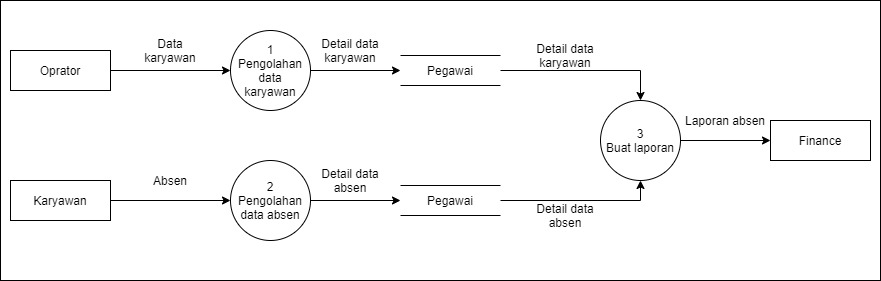 Oprator
Data
karyawan
1
Pengolahan
data
karyawan
Detail data
karyawan
Pegawai
Detail data
karyawan
3
Buat laporan
Laporan absen
Finance
Karyawan
Absen
2
Pengolahan
data absen
Detail data
absen
Pegawai
Detail data
absen